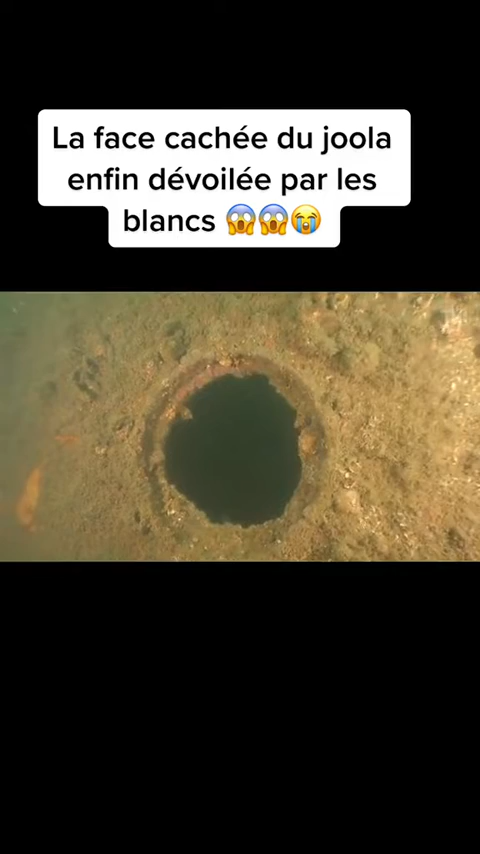 La face cachée du joola
enfin dévoilée par les
blancs 😱😱😭